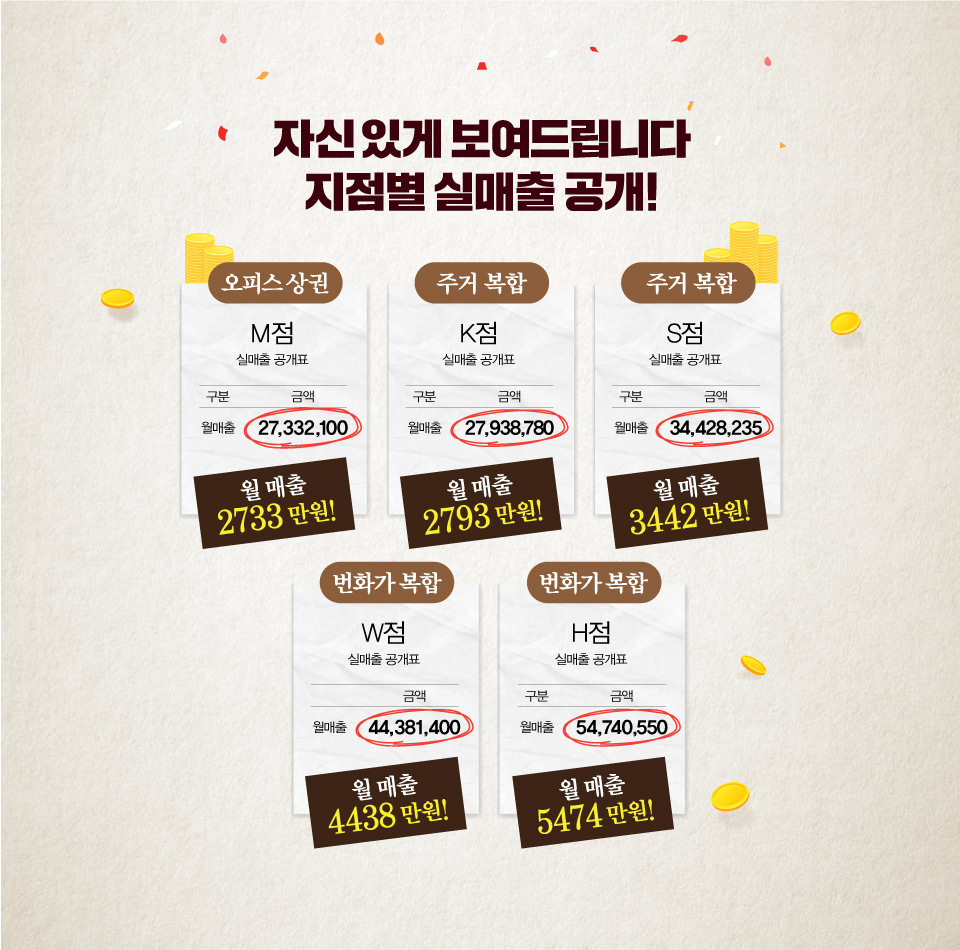 자신 있게 보여드립니다
지점별 실매출 공개!
오피스 상권
M점
실매출 공개표
구분 금액
월매출 27,332,100
월 매출
2733 만원!
주거 복합
K점
실매출 공개표
구분 금액
월매출 27,938,780
월 매출
2793 만원!
주거 복합
S점
실매출 공개표
구분 금액
월매출 34,428,235
월 매출
3442 만원!
번화가 복합
W점
실매출 공개표
금액
월매출 44,381,400
월 매출
4438 만원!
번화가 복합
H점
실매출 공개표
구분 금액
월매출 54,740,550
월 매출
5474 만원!